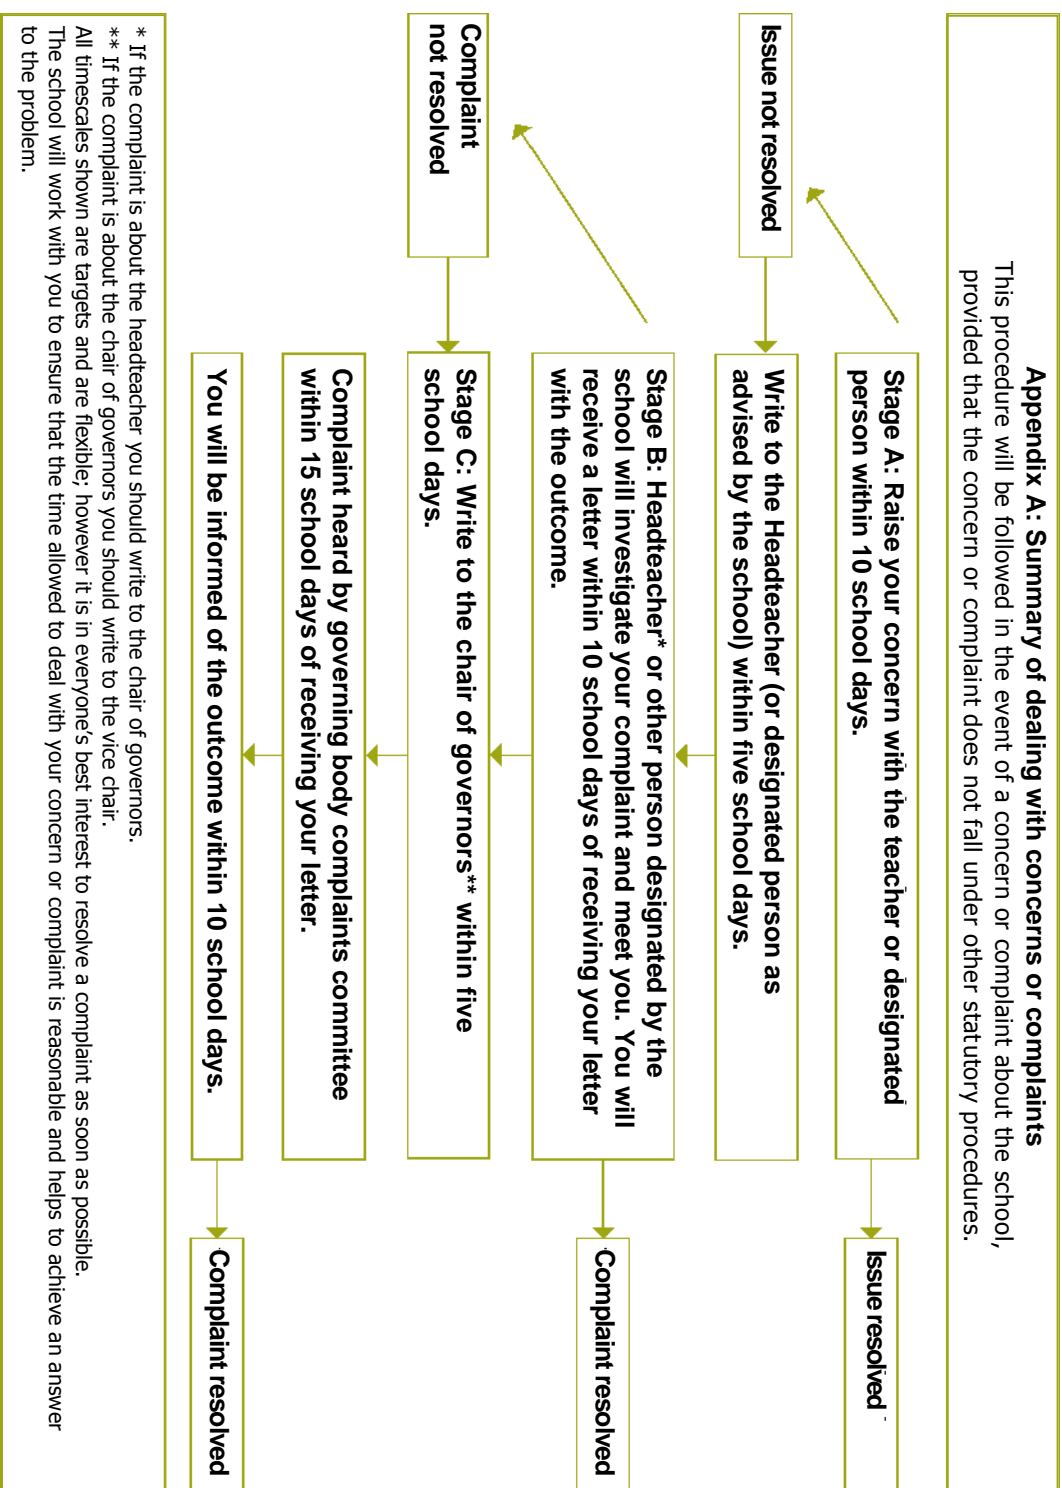 Appendix A: Summary of dealing with concerns or complaints
This procedure will be followed in the event of a concern or complaint about the school,
provided that the concern or complaint does not fall under other statutory procedures.
Stage A: Raise your concern with the teacher or designated
person within 10 school days.
Issue resolved
Issue not resolved
Write to the Headteacher (or designated person as
advised by the school) within five school days.
Stage B: Headteacher* or other person designated by the
school will investigate your complaint and meet you. You will
receive a letter within 10 school days of receiving your letter
with the outcome.
Complaint resolved
Complaint
not resolved
Stage C: Write to the chair of governors** within five
school days.
Complaint heard by governing body complaints committee
within 15 school days of receiving your letter.
You will be informed of the outcome within 10 school days.
Complaint resolved
* If the complaint is about the headteacher you should write to the chair of governors.
** If the complaint is about the chair of governors you should write to the vice chair.
All timescales shown are targets and are flexible; however it is in everyone’s best interest to resolve a complaint as soon as possible.
The school will work with you to ensure that the time allowed to deal with your concern or complaint is reasonable and helps to achieve an answer
to the problem.